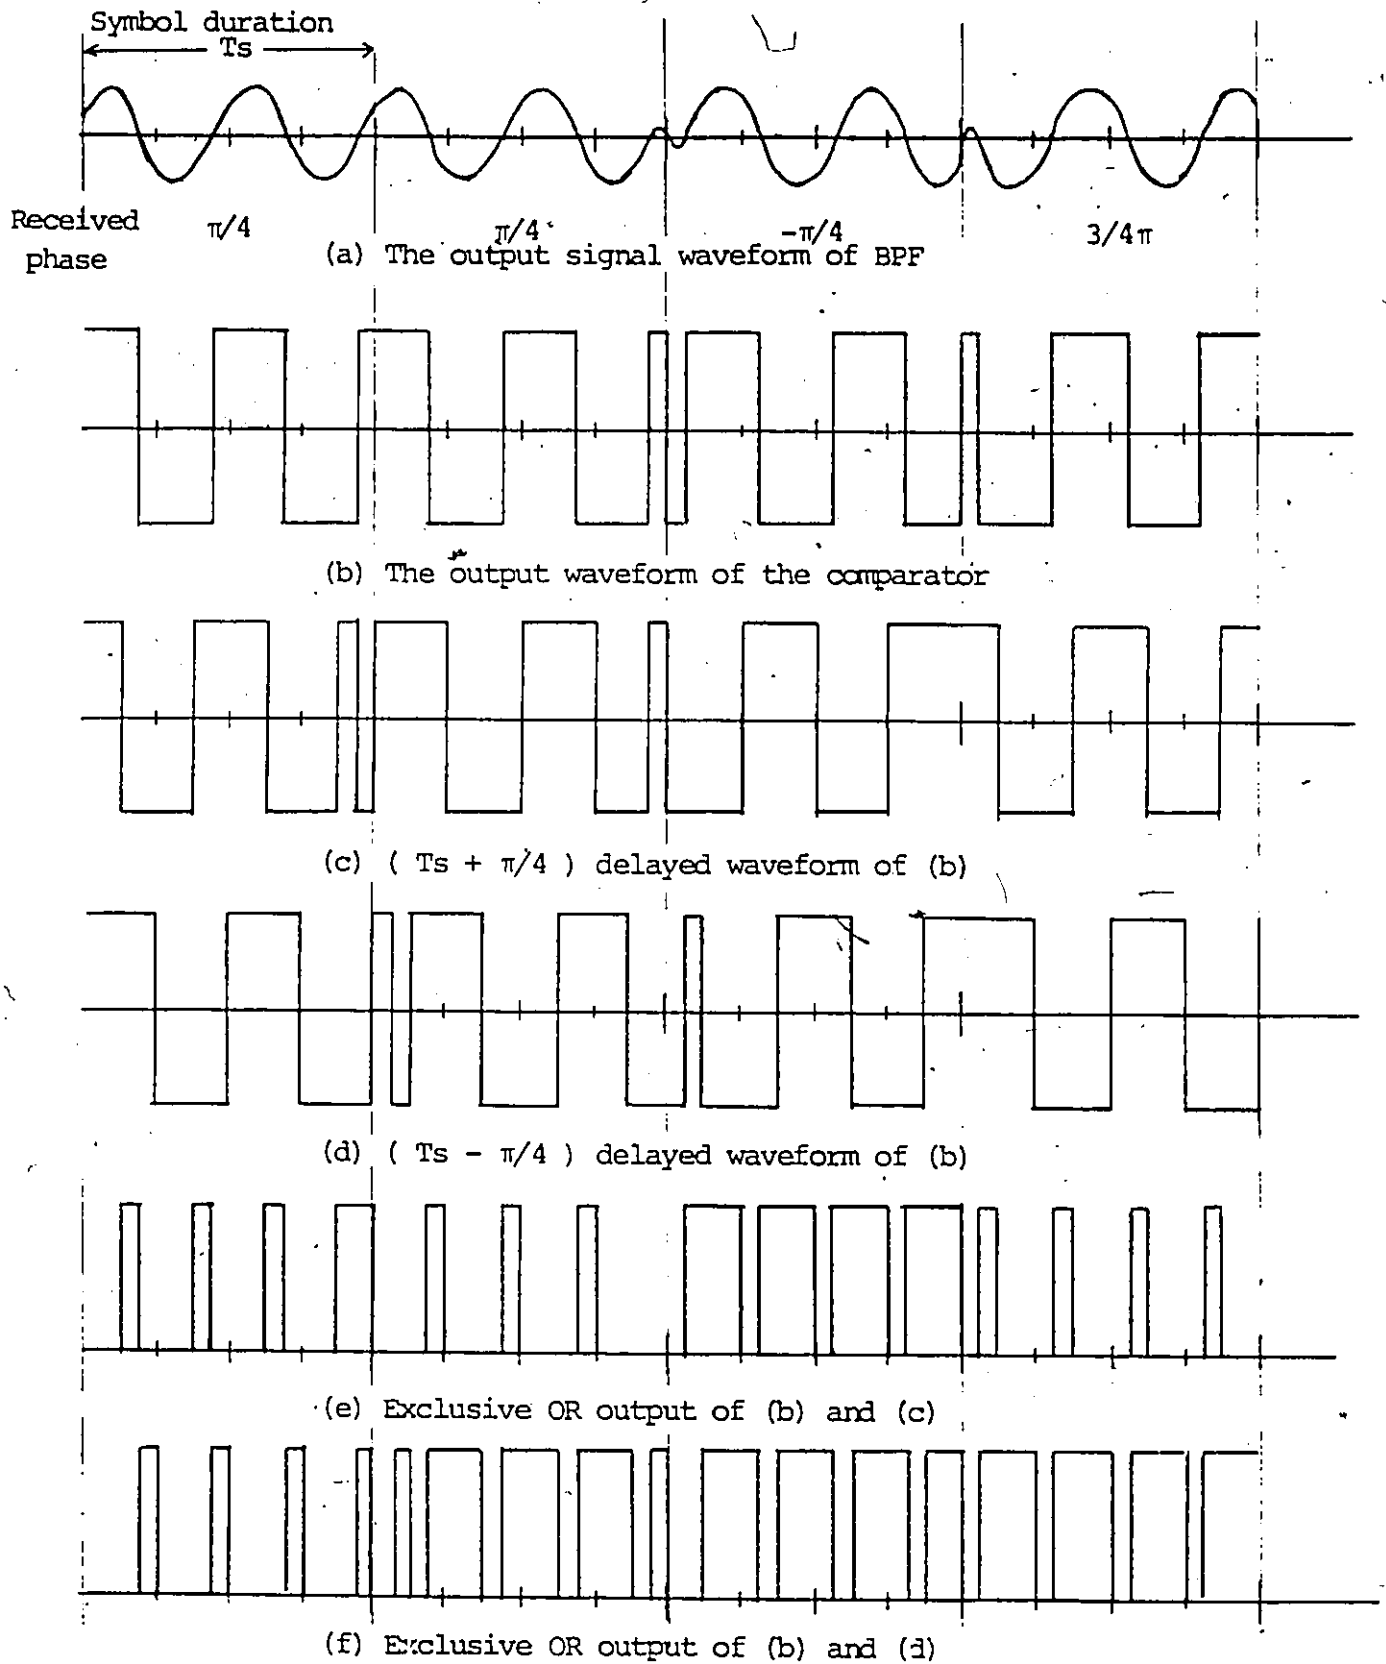 Symbol duration
Ts
Received phase
π/4
π/4
-π/4
3/4π
(a) The output signal waveform of BPF
(b) The output waveform of the comparator
(c) ( Ts + π/4 ) delayed waveform of (b)
(d) ( Ts - π/4 ) delayed waveform of (b)
(e) Exclusive OR output of (b) and (c)
(f) Exclusive OR output of (b) and (d)